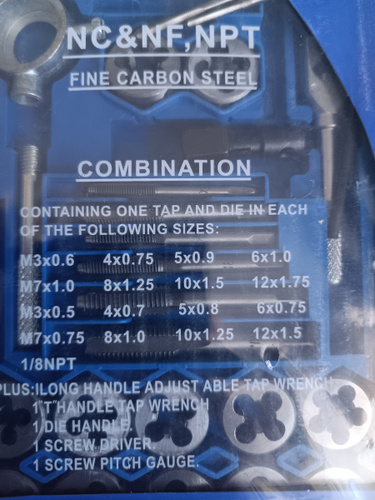 NC&NF,NPT
FINE CARBON STEEL
COMBINATION
CONTAINING ONE TAP AND DIE IN EACH
OF THE FOLLOWING SIZES:
M3x0.6 4x0.75 5x0.9 6x1.0
M7x1.0 8x1.25 10x1.5 12x1.75
M3x0.5 4x0.7 5x0.8 6x0.75
M7x0.75 8x1.0 10x1.25 12x1.5
1/8NPT
PLUS:ILONG HANDLE ADJUST ABLE TAP WRENCH
1 T HANDLE TAP WRENCH
1 DIE HANDLE.
1 SCREW DRIVER.
1 SCREW PITCH GAUGE.